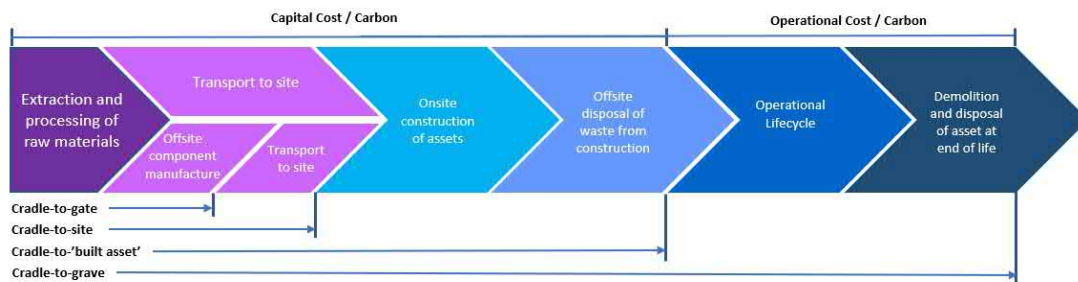 Capital Cost / Carbon
Operational Cost / Carbon
Extraction and
processing of
raw materials
Transport to site
Offsite
component
manufacture
Transport
to site
Onsite
construction
of assets
Offsite
disposal of
waste from
construction
Operational
Lifecycle
Demolition
and disposal
of asset at
end of life
Cradle-to-gate
Cradle-to-site
Cradle-to-’built asset’
Cradle-to-grave